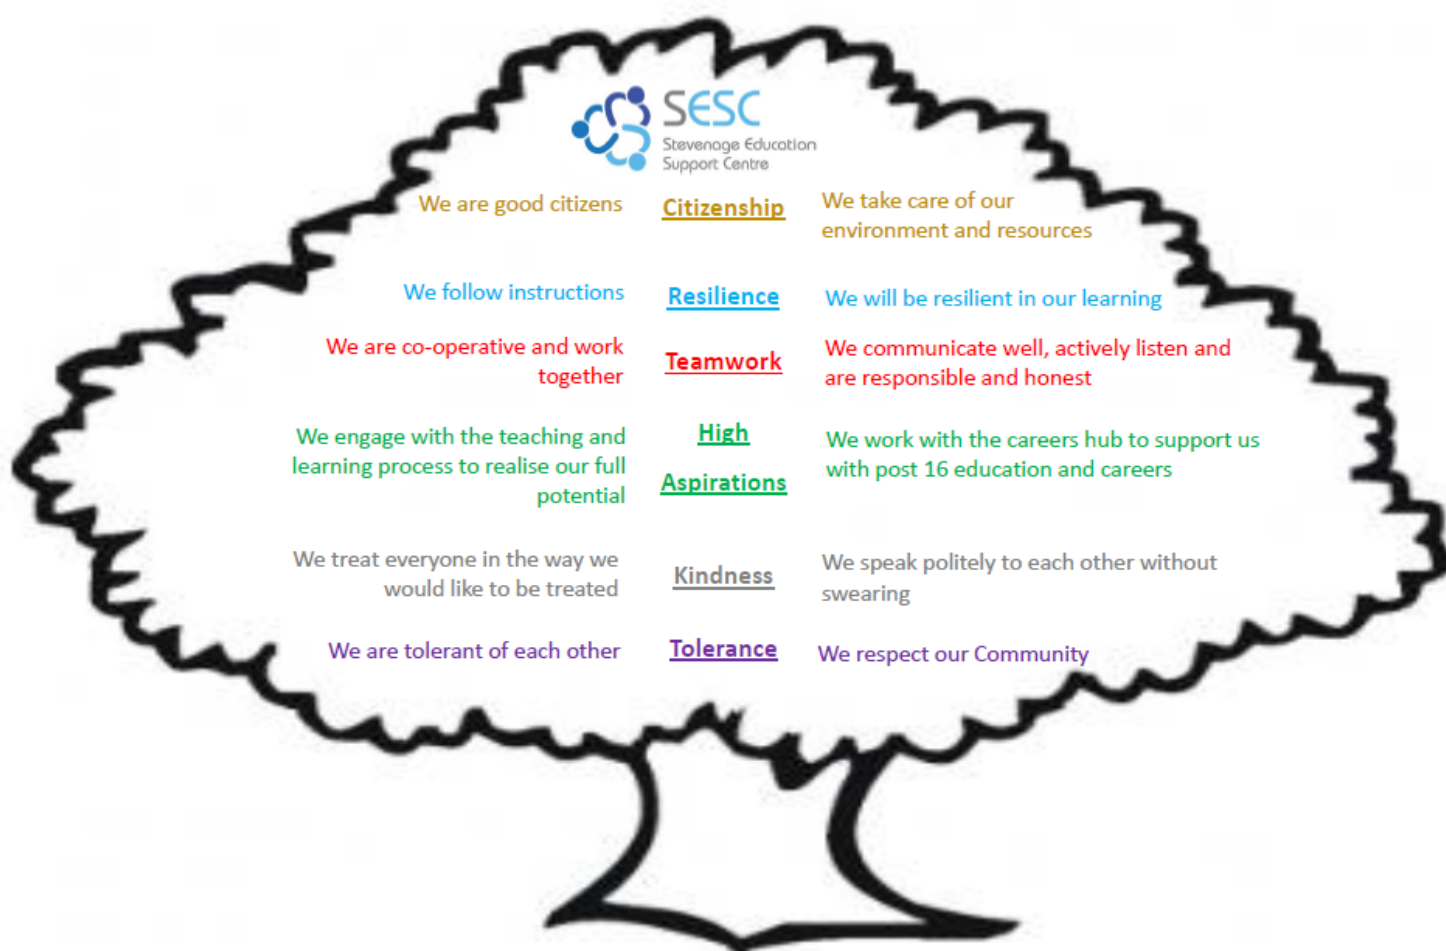 SESC
Stevenage Education
Support Centre
We are good citizens
Citizenship
We take care of our
environment and resources
We follow instructions
Resilience
We will be resilient in our learning
We are co-operative and work
together
Teamwork
We communicate well, actively listen and
are responsible and honest
We engage with the teaching and
learning process to realise our full
potential
High
Aspirations
We work with the careers hub to support us
with post 16 education and careers
We treat everyone in the way we
would like to be treated
Kindness
We speak politely to each other without
swearing
We are tolerant of each other
Tolerance
We respect our Community